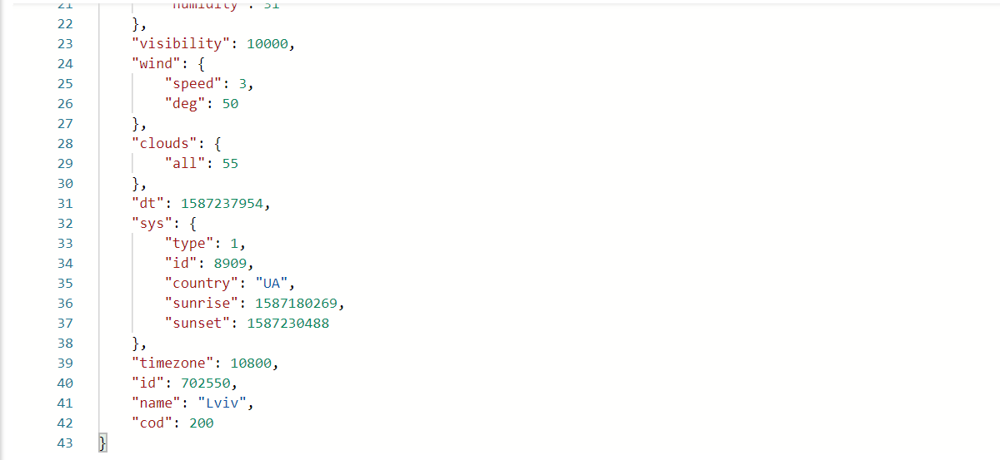 21 "humidity": 31
22 },
23 "visibility": 10000,
24 "wind": {
25 "speed": 3,
26 "deg": 50
27 },
28 "clouds": {
29 "all": 55
30 },
31 "dt": 1587237954,
32 "sys": {
33 "type": 1,
34 "id": 8909,
35 "country": "UA",
36 "sunrise": 1587180269,
37 "sunset": 1587230488
38 },
39 "timezone": 10800,
40 "id": 702550,
41 "name": "Lviv",
42 "cod": 200
43 }